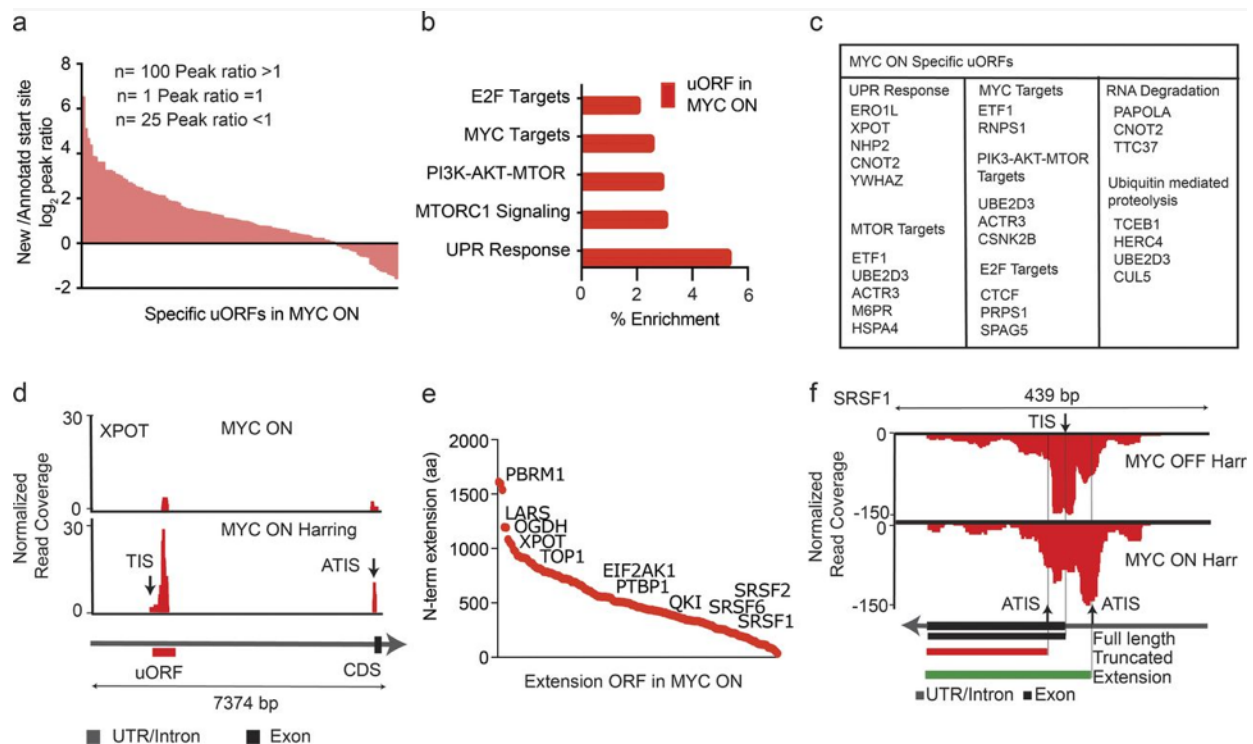 a
New /Annotatd start site
log2 peak ratio
8
6
4
2
0
-2
n= 100 Peak ratio >1
n= 1 Peak ratio =1
n= 25 Peak ratio <1
Specific uORFs in MYC ON
b
uORF in
MYC ON
E2F Targets
MYC Targets
PI3K-AKT-MTOR
MTORC1 Signaling
UPR Response
0 2 4 6 8
% Enrichment
c
MYC ON Specific uORFs
UPR Response
ERO1L
XPOT
NHP2
CNOT2
YWHAZ
MTOR Targets
ETF1
UBE2D3
ACTR3
M6PR
HSPA4
MYC Targets
ETF1
RNPS1
PIK3-AKT-MTOR
Targets
UBE2D3
ACTR3
CSNK2B
E2F Targets
CTCF
PRPS1
SPAG5
RNA Degradation
PAPOLA
CNOT2
TTC37
Ubiquitin mediated
proteolysis
TCEB1
HERC4
UBE2D3
CUL5
d
Normalized
Read Coverage
30
XPOT
MYC ON
0
30
MYC ON Harring
TIS
ATIS
0
uORF
CDS
7374 bp
UTR/Intron
Exon
e
N-term extension (aa)
2000
1500
1000
500
0
PBRM1
LARS
OGDH
XPOT
TOP1
EIF2AK1
PTBP1
QKI
SRSF2
SRSF6
SRSF1
Extension ORF in MYC ON
f
SRSF1
439 bp
TIS
Normalized
Read Coverage
0
MYC OFF Harr
-150
0
MYC ON Harr
-150
ATIS
ATIS
Full length
Truncated
Extension
UTR/Intron
Exon